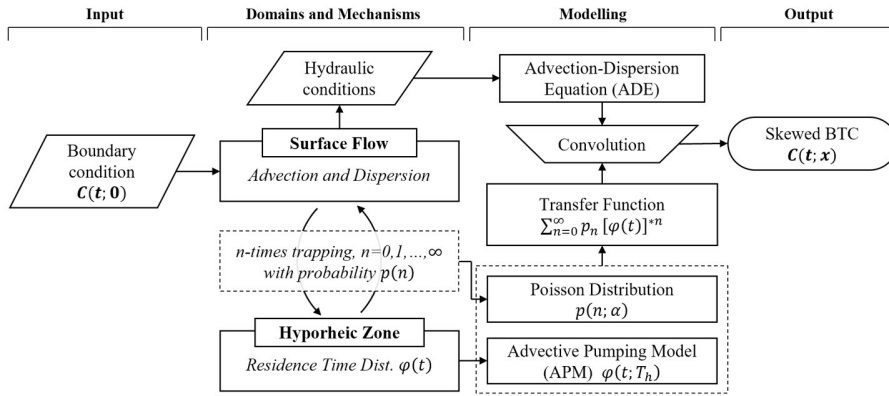 Input
Domains and Mechanisms
Modelling
Output
Hydraulic
conditions
Advection-Dispersion
Equation (ADE)
Boundary
condition
C(t; 0)
Surface Flow
Advection and Dispersion
Convolution
Skewed BTC
C(t; x)
Transfer Function
∑_{n=0}^{∞} p_n [φ(t)]^{*n}
n-times trapping, n=0,1,…,∞
with probability p(n)
Poisson Distribution
p(n; α)
Hyporheic Zone
Residence Time Dist. φ(t)
Advective Pumping Model
(APM) φ(t; T_h)